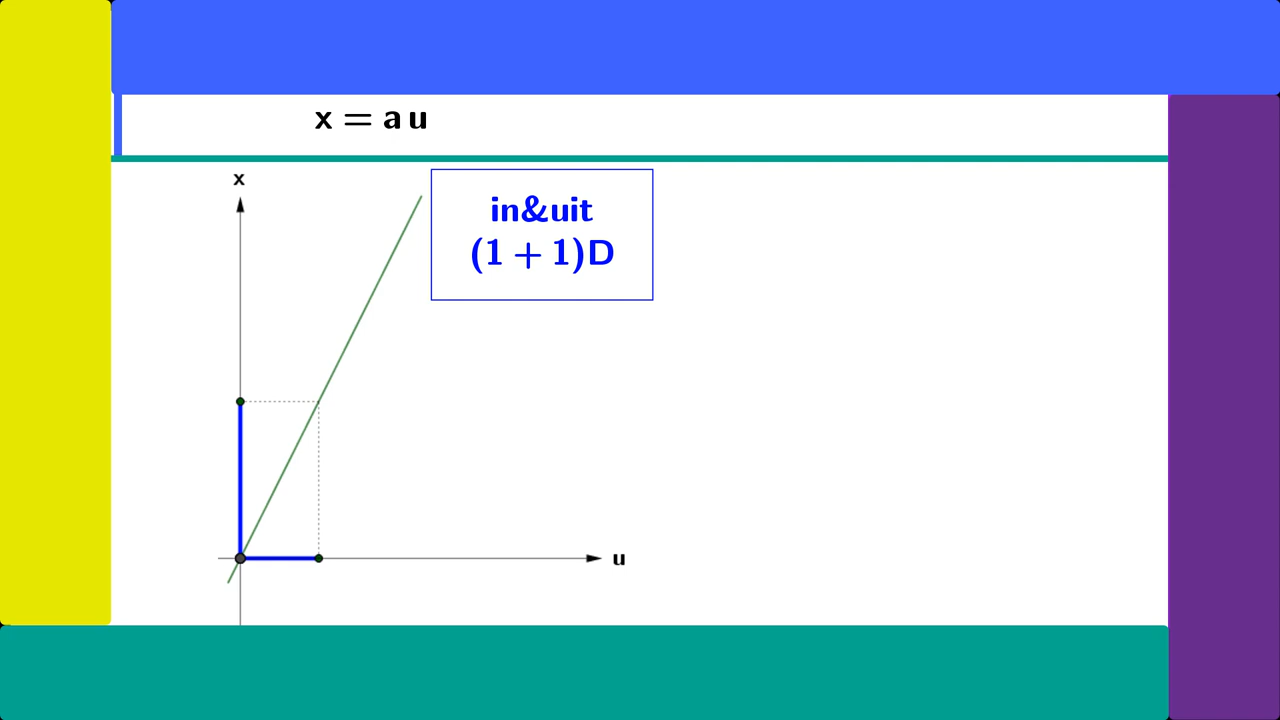 x = a u
x
in&uit
(1 + 1)D
u